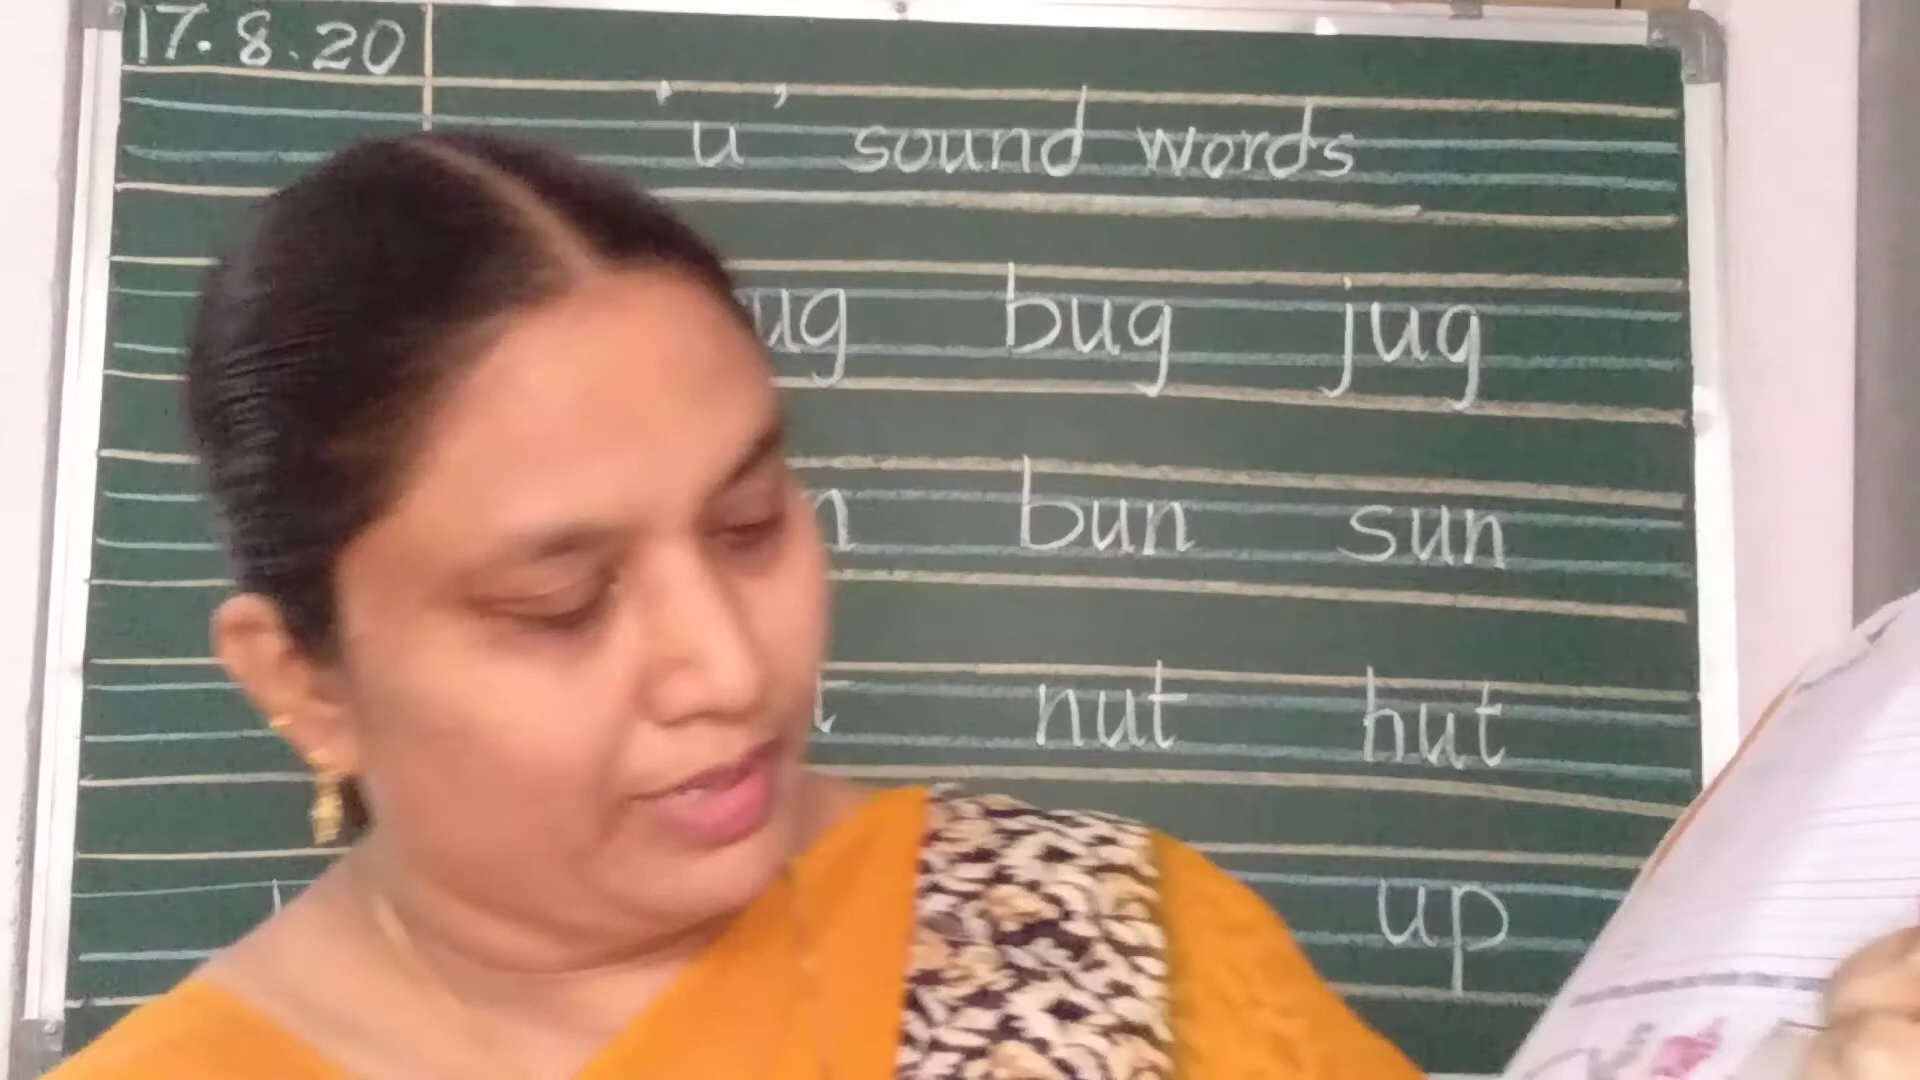 17.8.20
'u' sound words
ug bug jug
n bun sun
nut hut
up